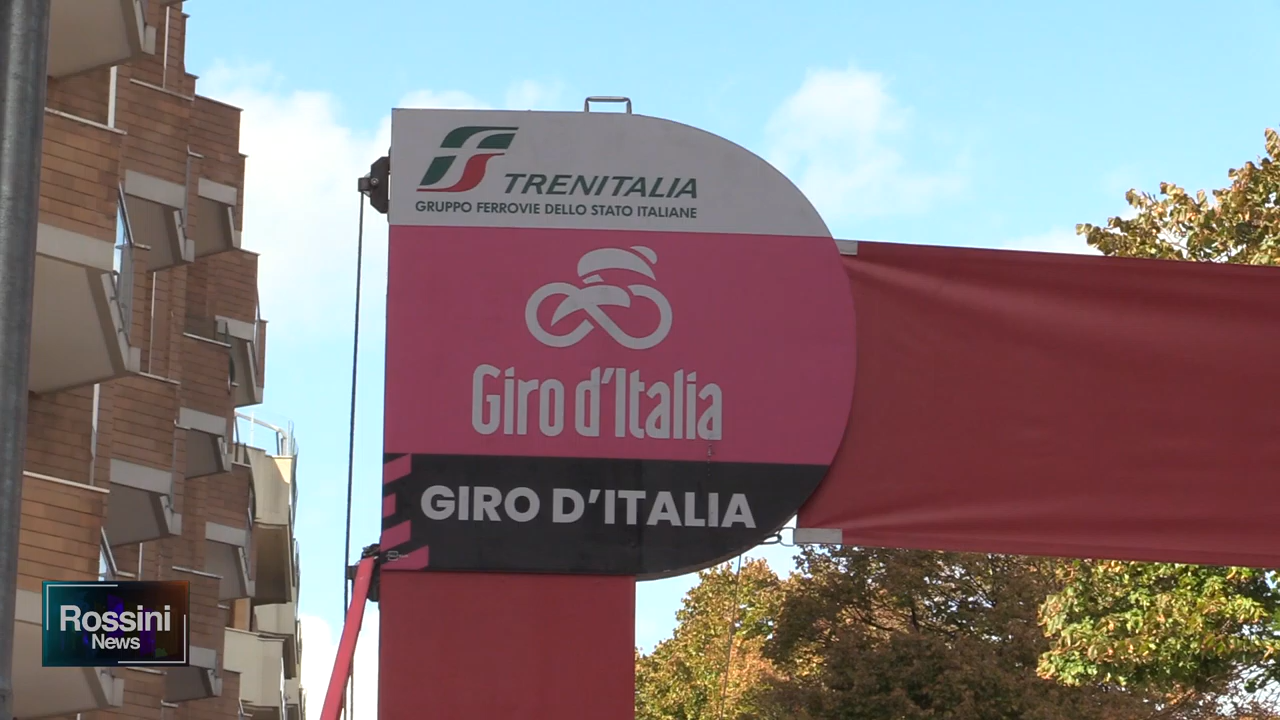 TRENITALIA
GRUPPO FERROVIE DELLO STATO ITALIANE
Giro d'Italia
GIRO D'ITALIA
Rossini
News